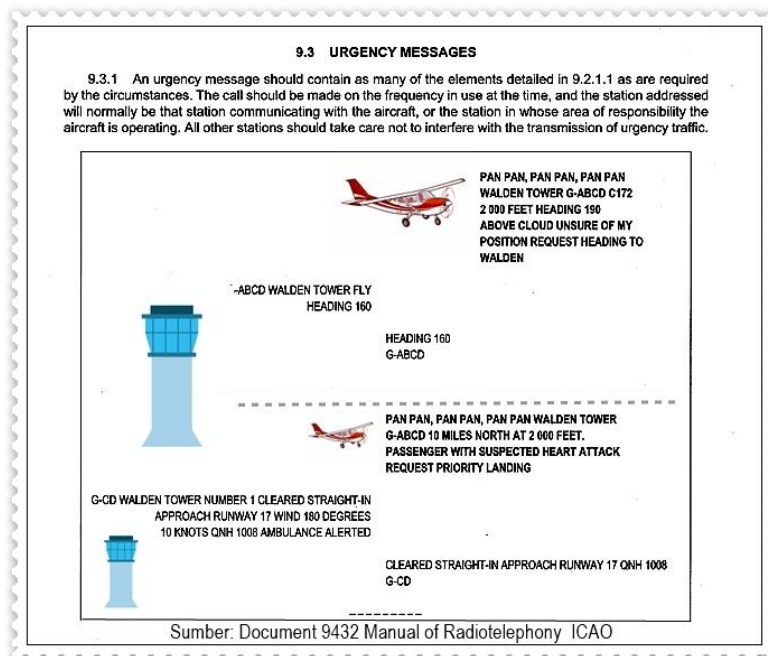 9.3 URGENCY MESSAGES
9.3.1 An urgency message should contain as many of the elements detailed in 9.2.1.1 as are required
by the circumstances. The call should be made on the frequency in use at the time, and the station addressed
will normally be that station communicating with the aircraft, or the station in whose area of responsibility the
aircraft is operating. All other stations should take care not to interfere with the transmission of urgency traffic.
PAN PAN, PAN PAN, PAN PAN
WALDEN TOWER G-ABCD C172
2 000 FEET HEADING 190
ABOVE CLOUD UNSURE OF MY
POSITION REQUEST HEADING TO
WALDEN
-ABCD WALDEN TOWER FLY
HEADING 160
HEADING 160
G-ABCD
PAN PAN, PAN PAN, PAN PAN WALDEN TOWER
G-ABCD 10 MILES NORTH AT 2 000 FEET.
PASSENGER WITH SUSPECTED HEART ATTACK
REQUEST PRIORITY LANDING
G-CD WALDEN TOWER NUMBER 1 CLEARED STRAIGHT-IN
APPROACH RUNWAY 17 WIND 180 DEGREES
10 KNOTS QNH 1008 AMBULANCE ALERTED
CLEARED STRAIGHT-IN APPROACH RUNWAY 17 QNH 1008
G-CD
Sumber: Document 9432 Manual of Radiotelephony ICAO